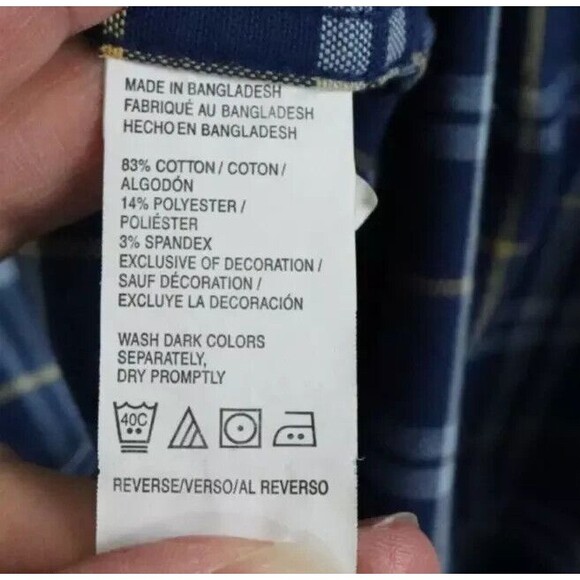 MADE IN BANGLADESH
FABRIQUÉ AU BANGLADESH
HECHO EN BANGLADESH
83% COTTON / COTON /
ALGODÓN
14% POLYESTER /
POLIÉSTER
3% SPANDEX
EXCLUSIVE OF DECORATION /
SAUF DÉCORATION /
EXCLUYE LA DECORACIÓN
WASH DARK COLORS
SEPARATELY,
DRY PROMPTLY
40C
REVERSE/VERSO/AL REVERSO